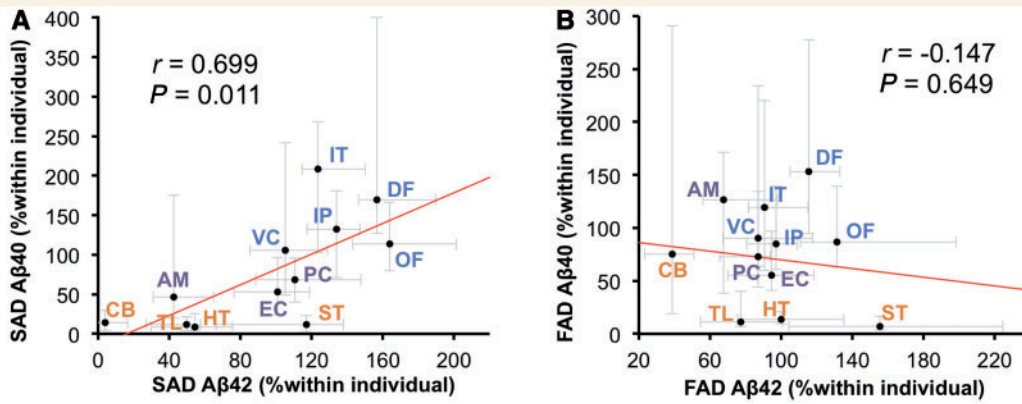 A
SAD Aβ40 (%within individual)
400
350
300
250
200
150
100
50
0
r = 0.699
P = 0.011
IT
DF
IP
VC
OF
AM
PC
EC
CB
TL
HT
ST
0
40
80
120
160
200
SAD Aβ42 (%within individual)
B
FAD Aβ40 (%within individual)
300
250
200
150
100
50
0
r = -0.147
P = 0.649
DF
AM
IT
VC
IP
OF
CB
PC
EC
TL
HT
ST
20
60
100
140
180
220
FAD Aβ42 (%within individual)